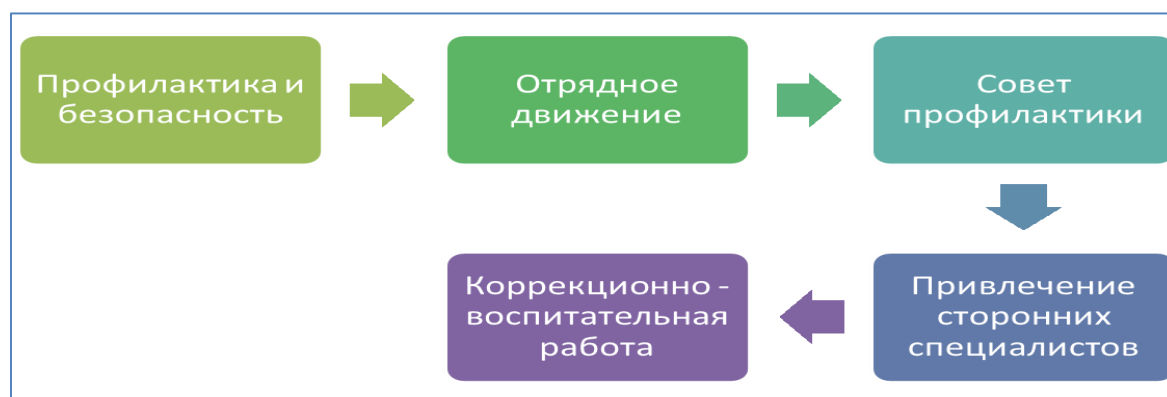 Профилактика и
безопасность
Отрядное
движение
Совет
профилактики
Привлечение
сторонних
специалистов
Коррекционно -
воспитательная
работа